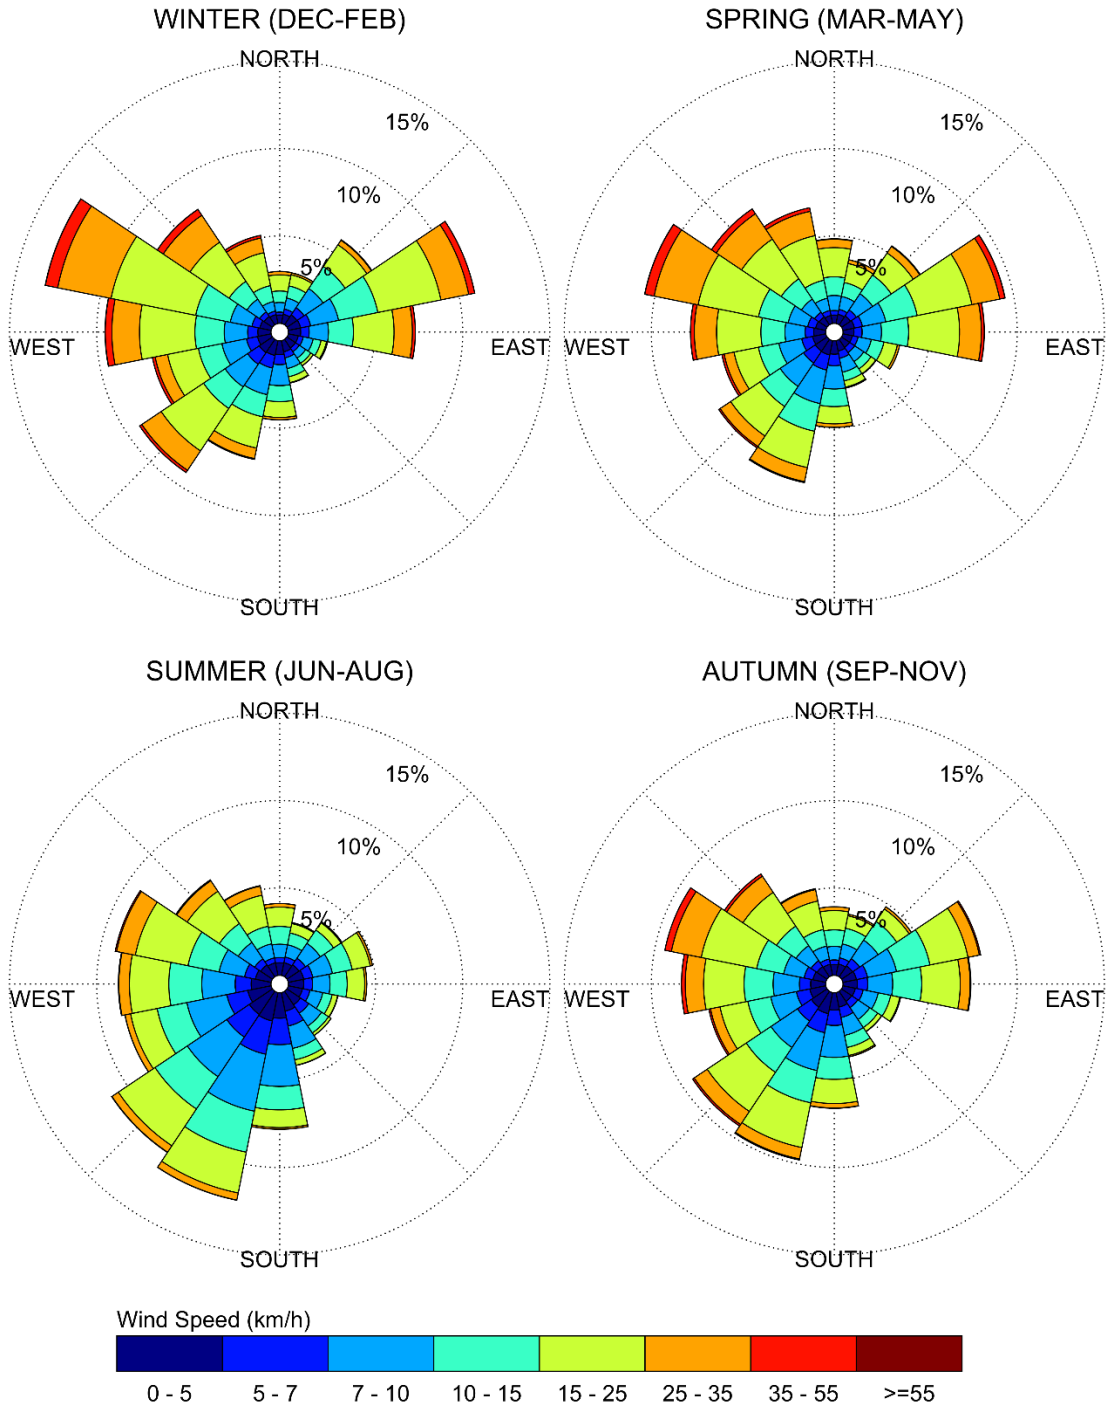 WINTER (DEC-FEB)
SPRING (MAR-MAY)
NORTH
NORTH
15%
15%
10%
10%
5%
5%
WEST
EAST
WEST
EAST
SOUTH
SOUTH
SUMMER (JUN-AUG)
AUTUMN (SEP-NOV)
NORTH
NORTH
15%
15%
10%
10%
5%
5%
WEST
EAST
WEST
EAST
SOUTH
SOUTH
Wind Speed (km/h)
0 - 5 5 - 7 7 - 10 10 - 15 15 - 25 25 - 35 35 - 55 >=55